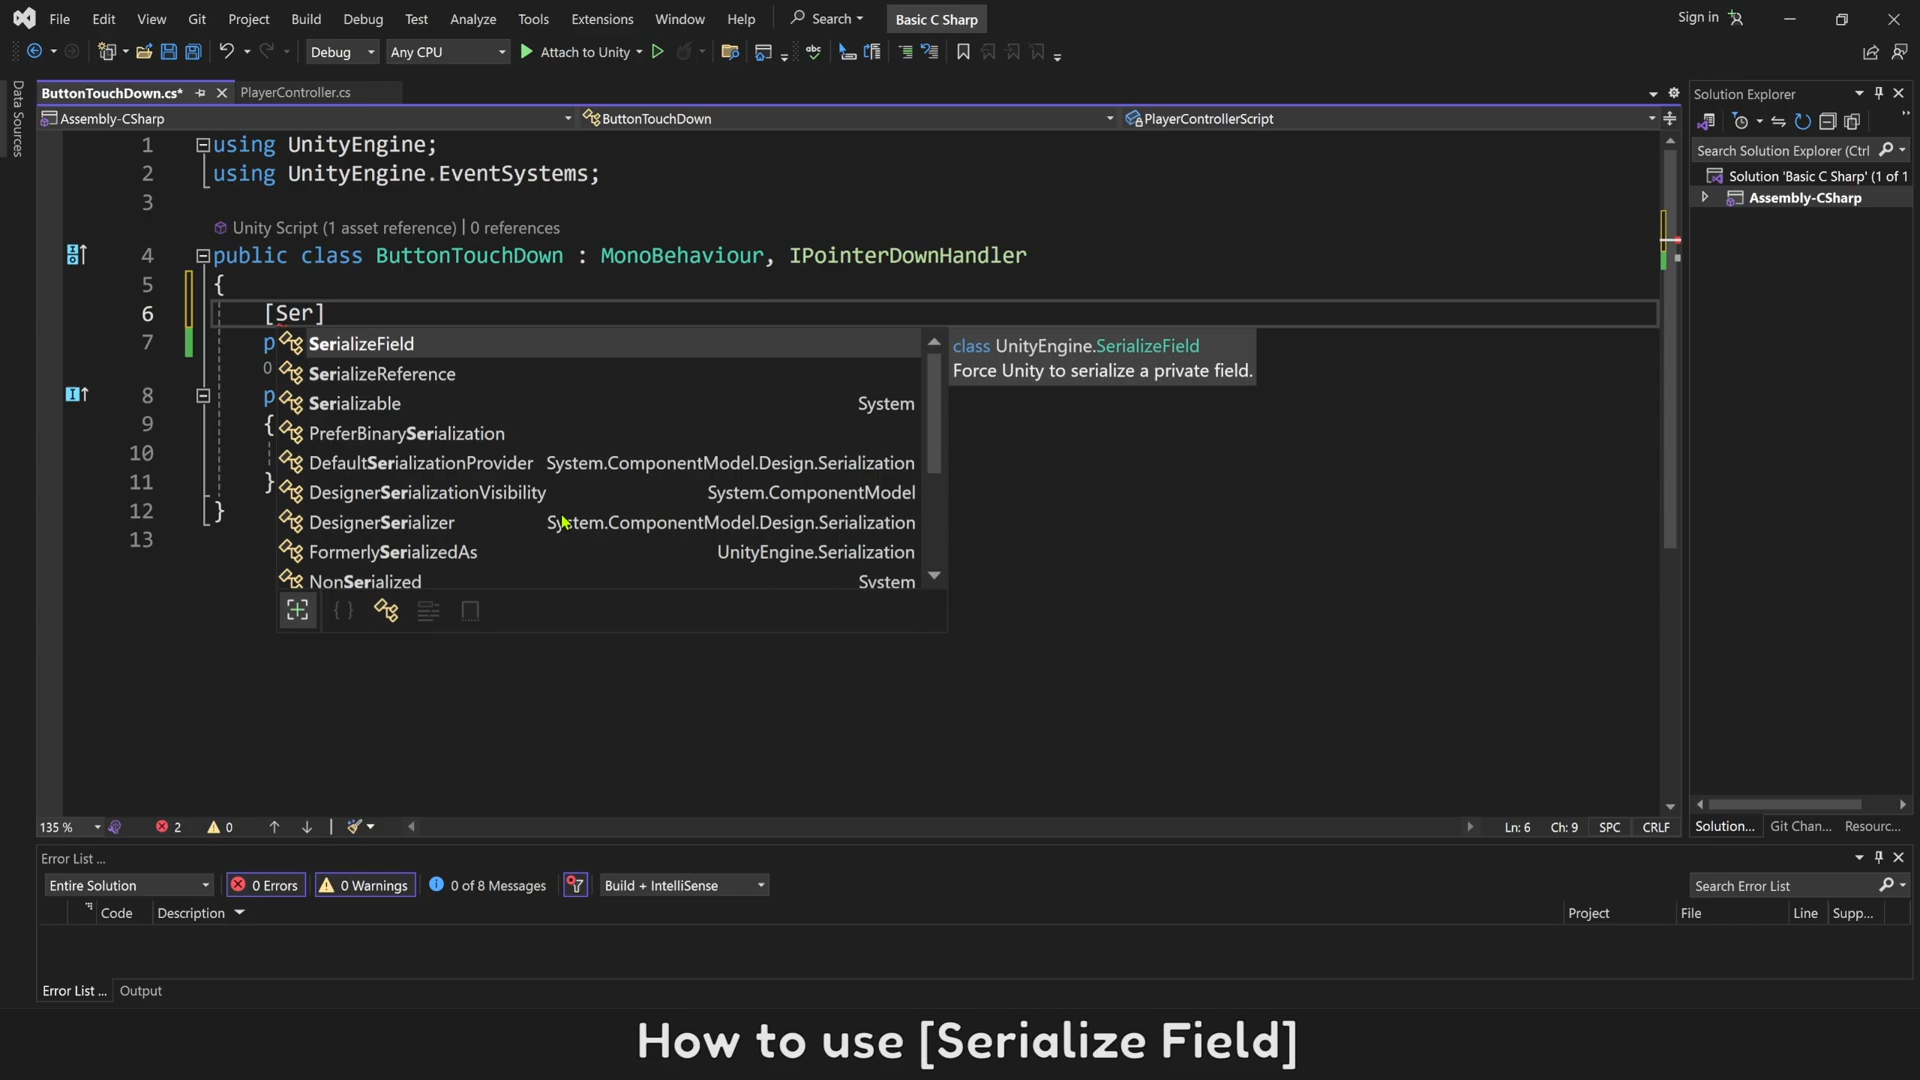 File Edit View Git Project Build Debug Test Analyze Tools Extensions Window Help Search Basic C Sharp Sign in
Debug Any CPU Attach to Unity
Data Sources
ButtonTouchDown.cs* PlayerController.cs
Assembly-CSharp ButtonTouchDown PlayerControllerScript
1 using UnityEngine;
2 using UnityEngine.EventSystems;
3
Unity Script (1 asset reference) | 0 references
4 public class ButtonTouchDown : MonoBehaviour, IPointerDownHandler
5 {
6 [Ser]
7 p
0
8 p
9 {
10
11 }
12 }
13
SerializeField
SerializeReference
Serializable System
PreferBinarySerialization
DefaultSerializationProvider System.ComponentModel.Design.Serialization
DesignerSerializationVisibility System.ComponentModel
DesignerSerializer System.ComponentModel.Design.Serialization
FormerlySerializedAs UnityEngine.Serialization
NonSerialized System
class UnityEngine.SerializeField
Force Unity to serialize a private field.
Solution Explorer
Search Solution Explorer (Ctrl
Solution 'Basic C Sharp' (1 of 1
Assembly-CSharp
135 % 2 0 Ln: 6 Ch: 9 SPC CRLF
Solution... Git Chan... Resourc...
Error List ...
Entire Solution 0 Errors 0 Warnings 0 of 8 Messages Build + IntelliSense Search Error List
Code Description Project File Line Supp...
Error List ... Output
How to use [Serialize Field]